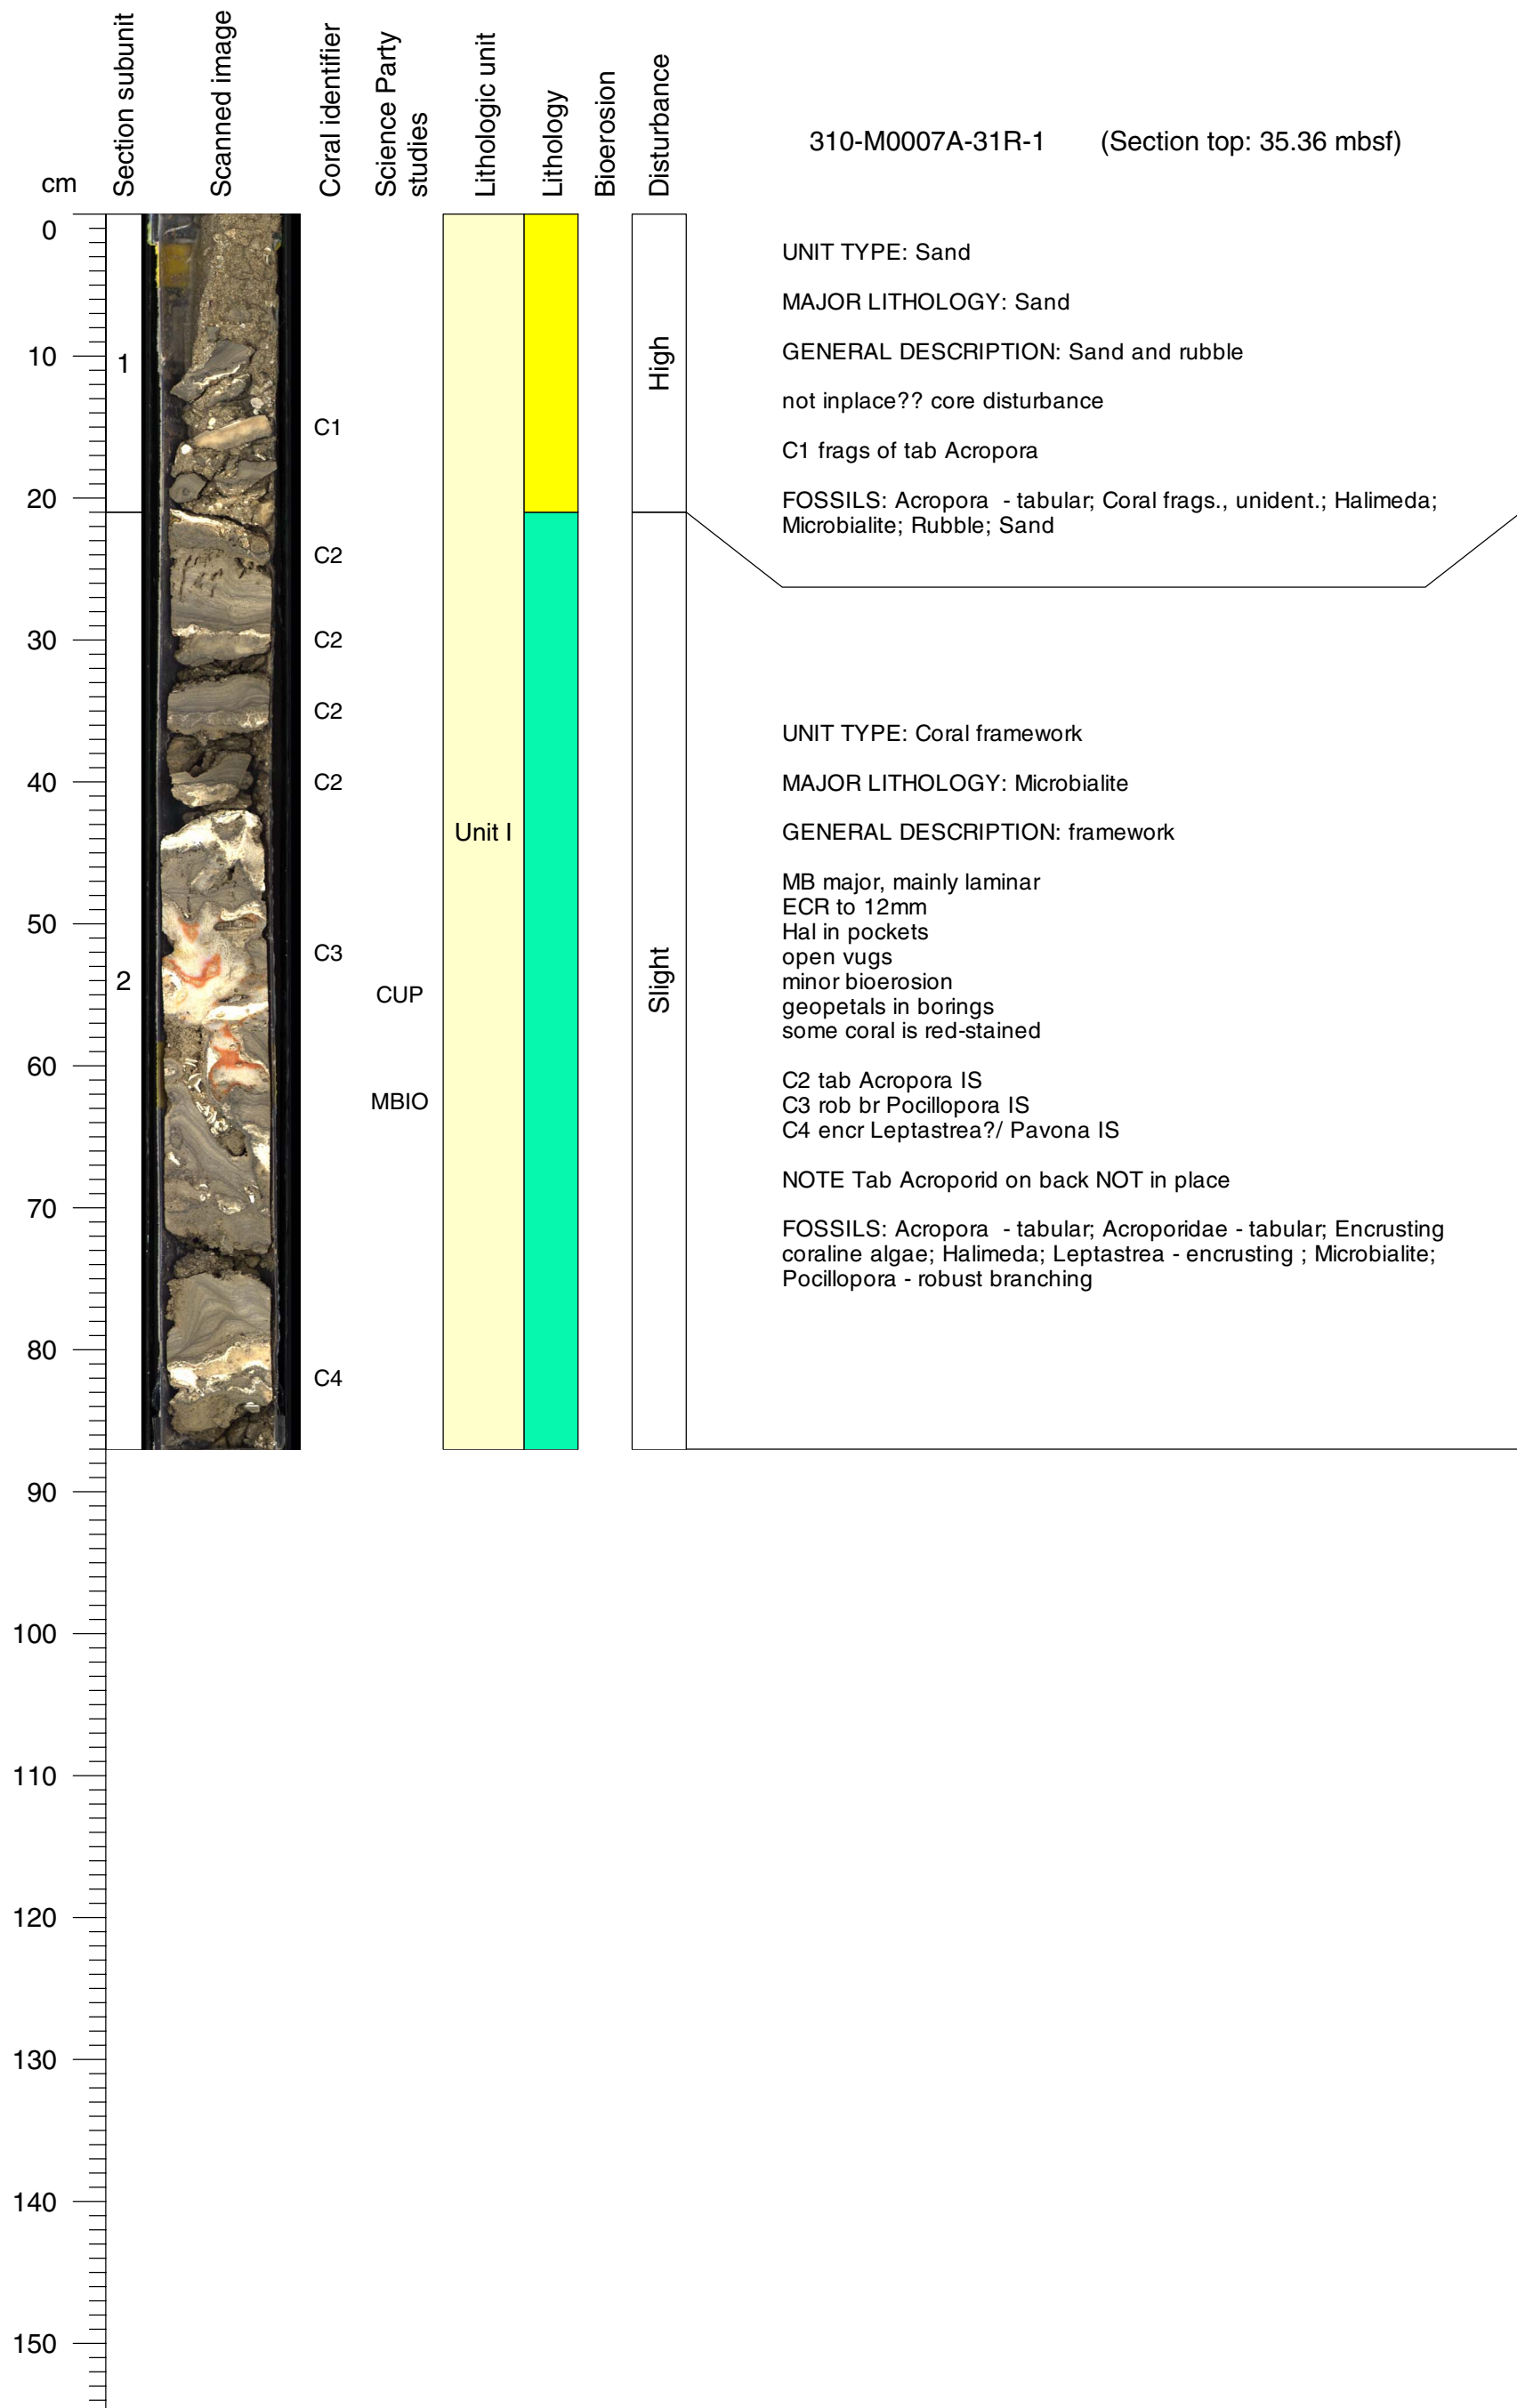 Section subunit
Scanned image
Coral identifier
Science Party
studies
Lithologic unit
Lithology
Bioerosion
Disturbance
310-M0007A-31R-1 (Section top: 35.36 mbsf)
cm
0
10
20
30
40
50
60
70
80
90
100
110
120
130
140
150
1
2
C1
C2
C2
C2
C2
C3
C4
CUP
MBIO
Unit I
High
Slight
UNIT TYPE: Sand
MAJOR LITHOLOGY: Sand
GENERAL DESCRIPTION: Sand and rubble
not inplace?? core disturbance
C1 frags of tab Acropora
FOSSILS: Acropora - tabular; Coral frags., unident.; Halimeda;
Microbialite; Rubble; Sand
UNIT TYPE: Coral framework
MAJOR LITHOLOGY: Microbialite
GENERAL DESCRIPTION: framework
MB major, mainly laminar
ECR to 12mm
Hal in pockets
open vugs
minor bioerosion
geopetals in borings
some coral is red-stained
C2 tab Acropora IS
C3 rob br Pocillopora IS
C4 encr Leptastrea?/ Pavona IS
NOTE Tab Acroporid on back NOT in place
FOSSILS: Acropora - tabular; Acroporidae - tabular; Encrusting
coraline algae; Halimeda; Leptastrea - encrusting ; Microbialite;
Pocillopora - robust branching